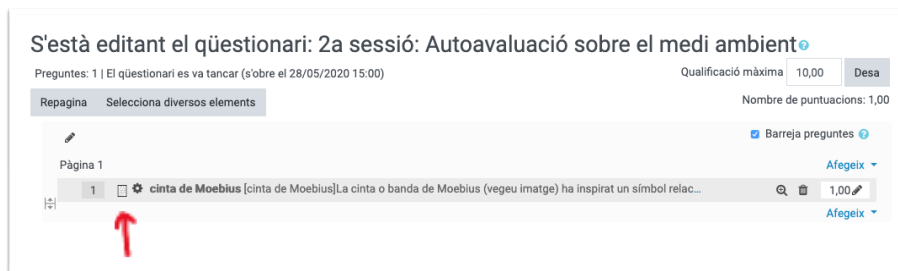 S'està editant el qüestionari: 2a sessió: Autoavaluació sobre el medi ambient
Preguntes: 1 | El qüestionari es va tancar (s'obre el 28/05/2020 15:00)
Qualificació màxima 10,00 Desa
Repagina Selecciona diversos elements
Nombre de puntuacions: 1,00
Barreja preguntes
Pàgina 1
Afegeix
1 cinta de Moebius [cinta de Moebius]La cinta o banda de Moebius (vegeu imatge) ha inspirat un símbol relac... 1,00
Afegeix